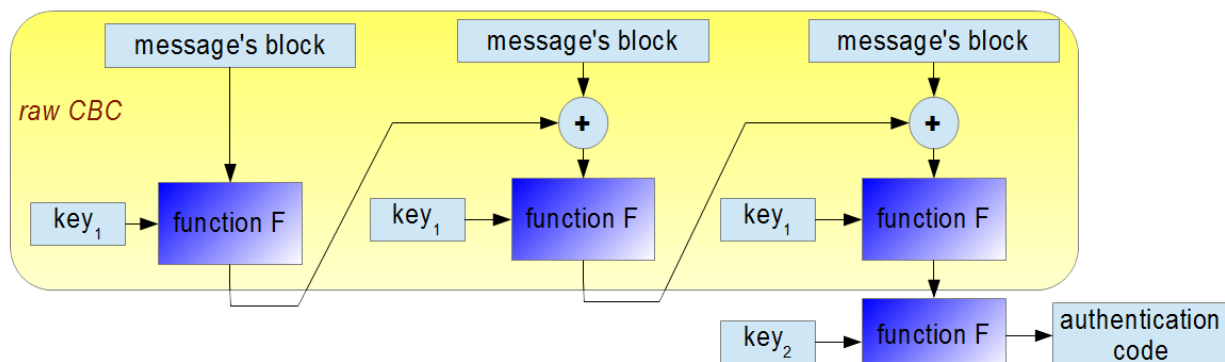 message's block
message's block
message's block
raw CBC
key1
function F
key1
function F
key1
function F
key2
function F
authentication
code